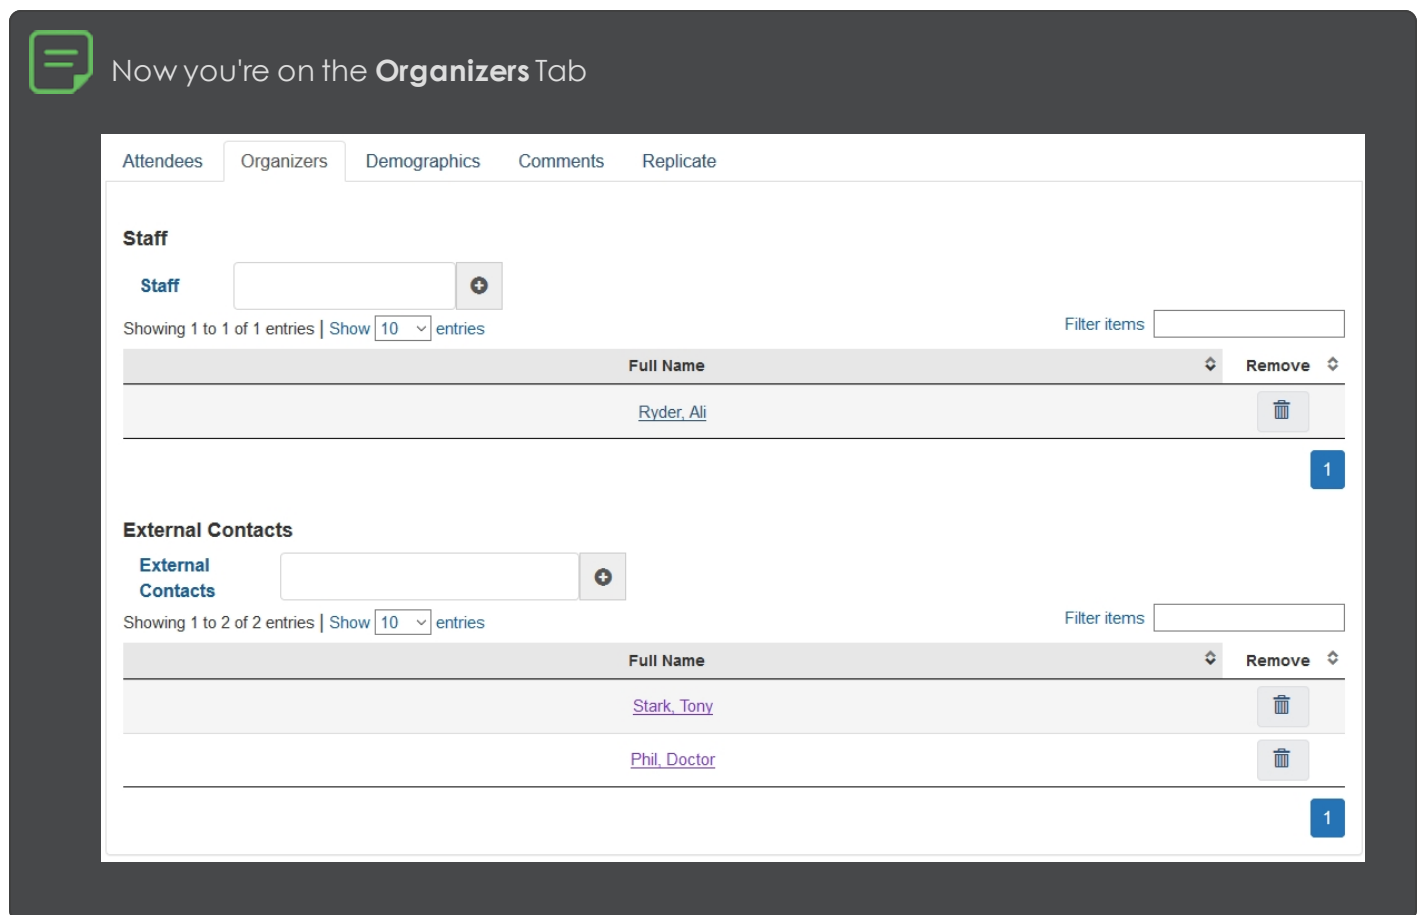 Now you're on the Organizers Tab
Attendees Organizers Demographics Comments Replicate
Staff
Staff
Showing 1 to 1 of 1 entries | Show 10 entries Filter items
Full Name Remove
Ryder, Ali
1
External Contacts
External
Contacts
Showing 1 to 2 of 2 entries | Show 10 entries Filter items
Full Name Remove
Stark, Tony
Phil, Doctor
1